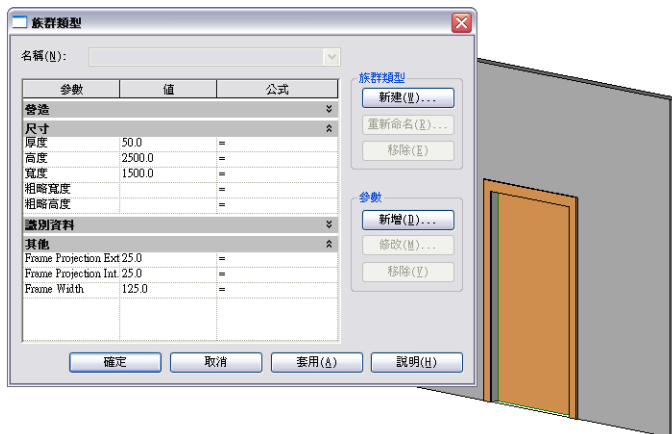 族群類型
名稱(N):
參數 值 公式
營造
尺寸
厚度 50.0 =
高度 2500.0 =
寬度 1500.0 =
粗略寬度 =
粗略高度 =
識別資料
其他
Frame Projection Ext 25.0 =
Frame Projection Int. 25.0 =
Frame Width 125.0 =
族群類型
新建(W)...
重新命名(R)...
移除(E)
參數
新增(D)...
修改(M)...
移除(V)
確定 取消 套用(A) 說明(H)